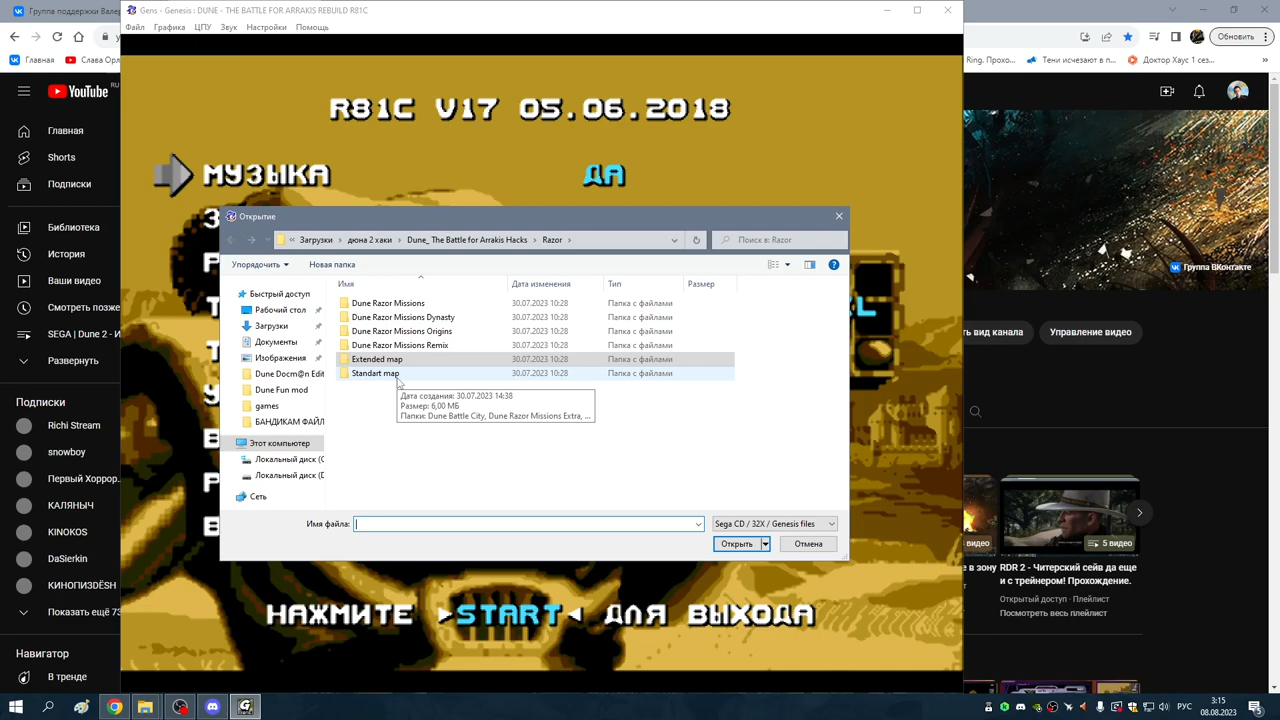 Группа поддержки Вконтакте
Gens - Genesis : DUNE - THE BATTLE FOR ARRAKIS REBUILD R81C
Файл Графика ЦПУ Звук Настройки Помощь
Обновить
Главная
Слава Орл
Ring. Прохо...
Тени исчезают в п...
Доктор Хаус 1 сез...
»
YouTube
RU
R81C V17 05.06.2018
МУЗЫКА ДА
Главная
Shorts
Подписки
Ваша библиотека
История
Ваши видео
SEGA | Dune 2 - И
Развернуть
Подписки
Richi Stream
snowboy
Первый Хороший
КАЛЯНЫЧ
KINOKOS
DaSierkin
КИНОПИЗДЁSH
Показать ещё 73
Навигатор
В тренде
Открытие
« Загрузки › дюна 2 хаки › Dune_ The Battle for Arrakis Hacks › Razor ›
Поиск в: Razor
Упорядочить Новая папка
Имя Дата изменения Тип Размер
Dune Razor Missions 30.07.2023 10:28 Папка с файлами
Dune Razor Missions Dynasty 30.07.2023 10:28 Папка с файлами
Dune Razor Missions Origins 30.07.2023 10:28 Папка с файлами
Dune Razor Missions Remix 30.07.2023 10:28 Папка с файлами
Extended map 30.07.2023 10:28 Папка с файлами
Standart map 30.07.2023 10:28 Папка с файлами
Дата создания: 30.07.2023 14:38
Размер: 6,00 МБ
Папки: Dune Battle City, Dune Razor Missions Extra, ...
Быстрый доступ
Рабочий стол
Загрузки
Документы
Изображения
Dune Docm@n Edit
Dune Fun mod
games
БАНДИКАМ ФАЙЛ
Этот компьютер
Локальный диск (C
Локальный диск (D
Сеть
Имя файла:
Sega CD / 32X / Genesis files
Открыть Отмена
НАЖМИТЕ ►START◄ ДЛЯ ВЫХОДА
Группа ВКонтакте
вид канала
Управление видео
видео
5 видео
в зону
RDR 2 - Читерский сейв да еще
и с трейнером! Прохождение.
Открытый доступ · Плейлист
Посмотреть весь плейлист
РУС
3:15
08.08.2023